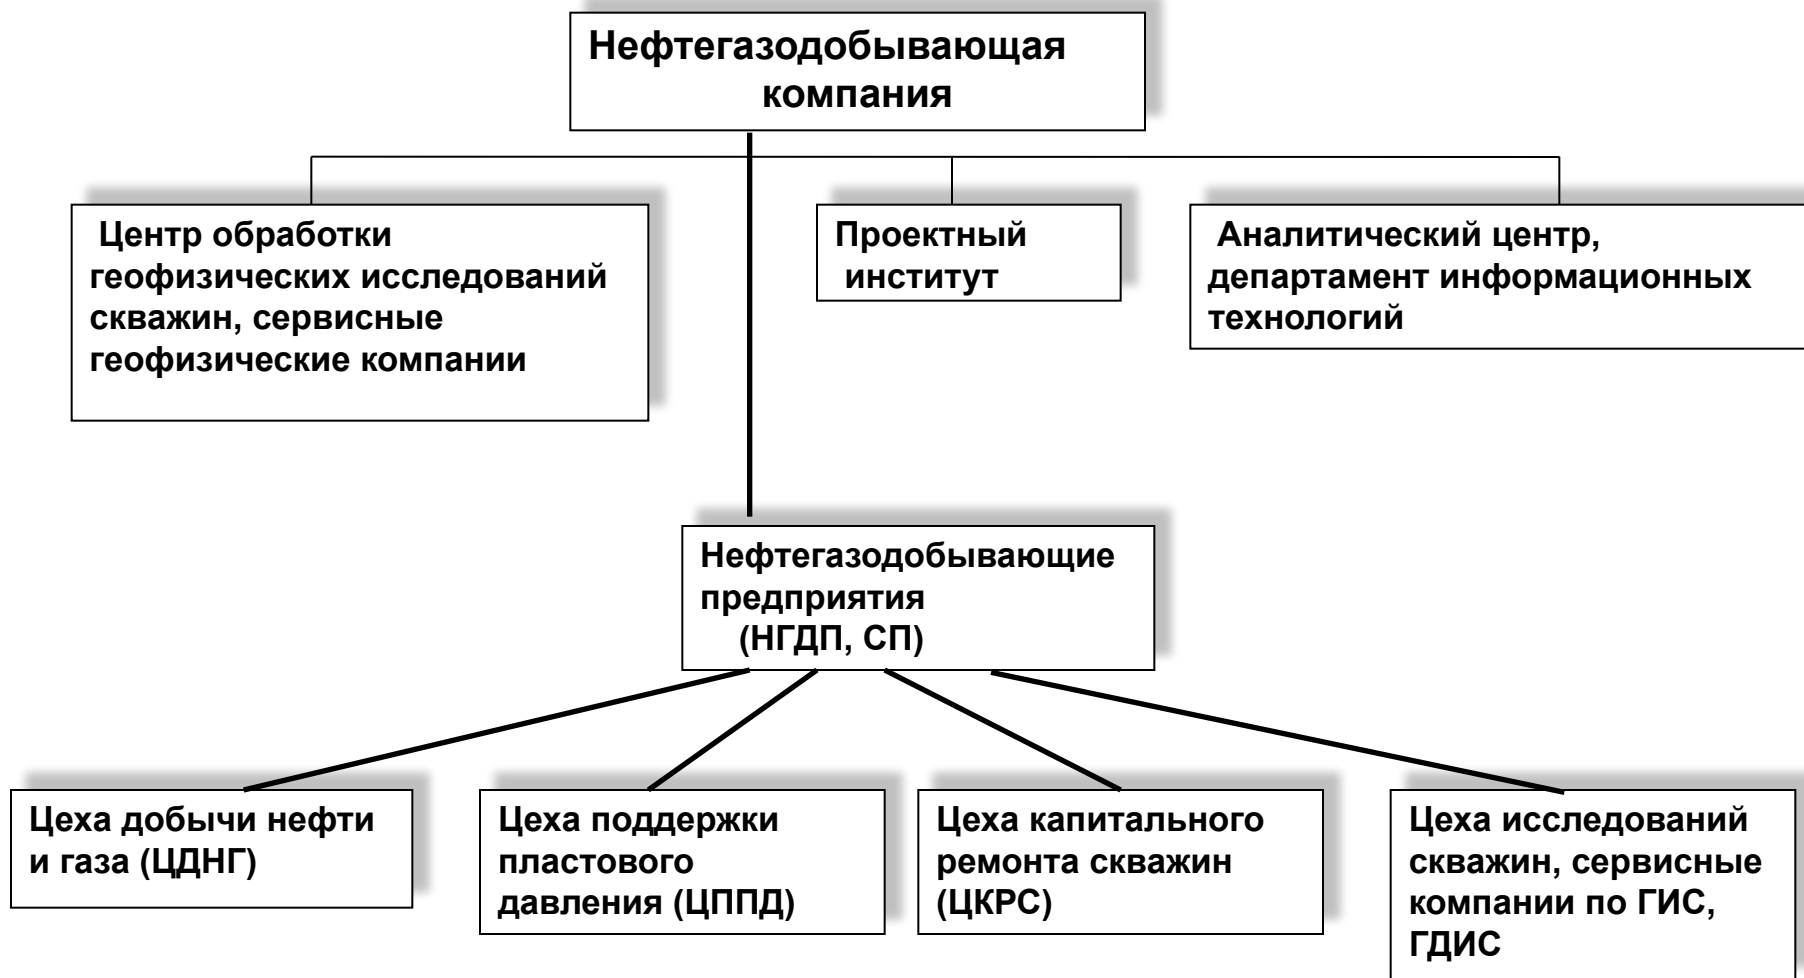 Нефтегазодобывающая
компания
Центр обработки
геофизических исследований
скважин, сервисные
геофизические компании
Проектный
институт
Аналитический центр,
департамент информационных
технологий
Нефтегазодобывающие
предприятия
(НГДП, СП)
Цеха добычи нефти
и газа (ЦДНГ)
Цеха поддержки
пластового
давления (ЦППД)
Цеха капитального
ремонта скважин
(ЦКРС)
Цеха исследований
скважин, сервисные
компании по ГИС,
ГДИС